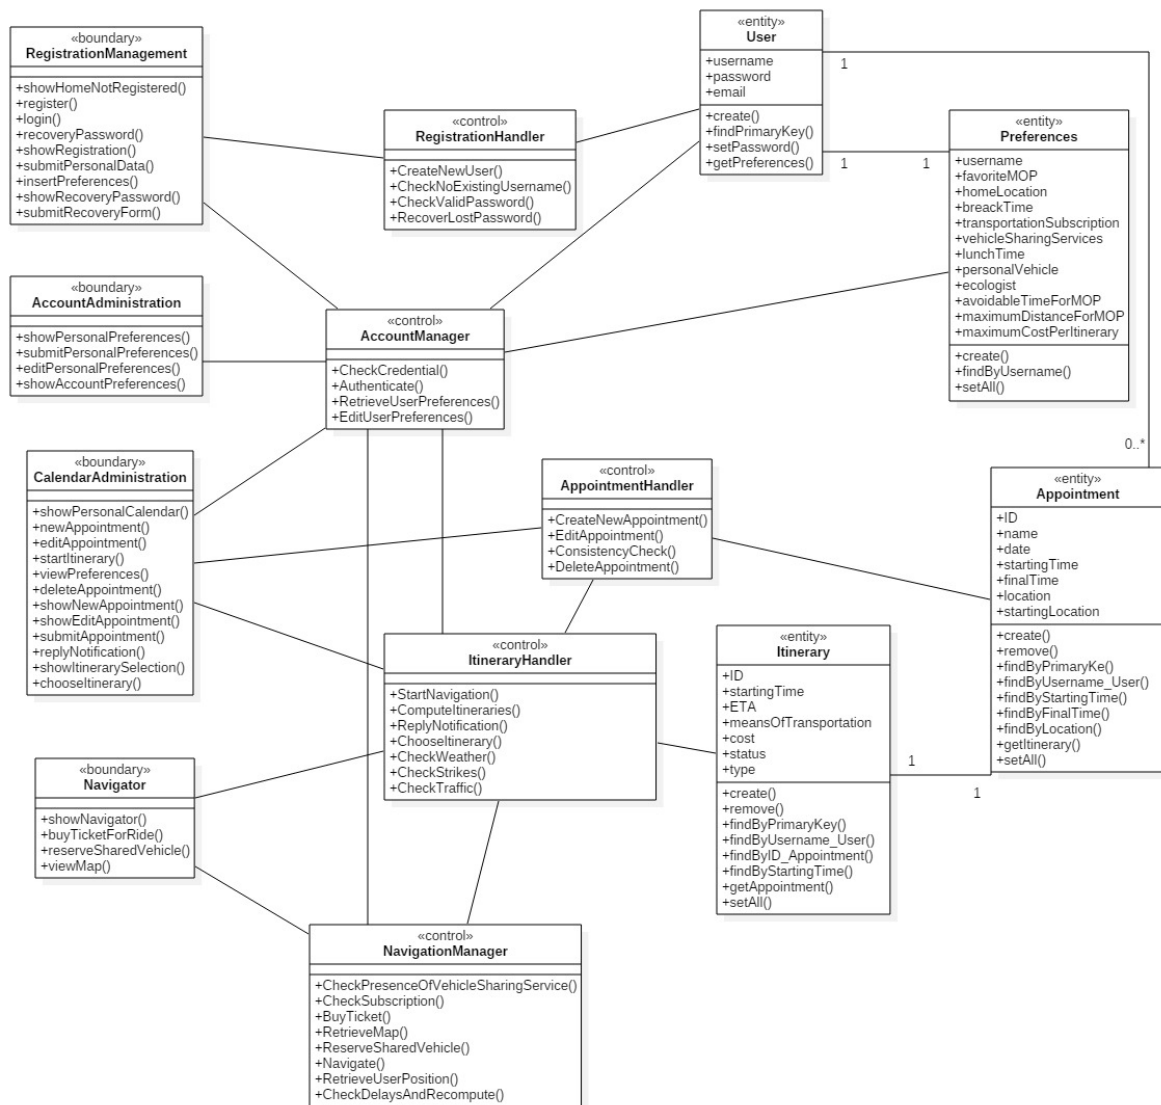 «boundary»
RegistrationManagement
+showHomeNotRegistered()
+register()
+login()
+recoveryPassword()
+showRegistration()
+submitPersonalData()
+insertPreferences()
+showRecoveryPassword()
+submitRecoveryForm()
«control»
RegistrationHandler
+CreateNewUser()
+CheckNoExistingUsername()
+CheckValidPassword()
+RecoverLostPassword()
«entity»
User
+username
+password
+email
+create()
+findPrimaryKey()
+setPassword()
+getPreferences()
1
1
1
«entity»
Preferences
+username
+favoriteMOP
+homeLocation
+breackTime
+transportationSubscription
+vehicleSharingServices
+lunchTime
+personalVehicle
+ecologist
+avoidableTimeForMOP
+maximumDistanceForMOP
+maximumCostPerItinerary
+create()
+findByUsername()
+setAll()
«boundary»
AccountAdministration
+showPersonalPreferences()
+submitPersonalPreferences()
+editPersonalPreferences()
+showAccountPreferences()
«control»
AccountManager
+CheckCredential()
+Authenticate()
+RetrieveUserPreferences()
+EditUserPreferences()
«boundary»
CalendarAdministration
+showPersonalCalendar()
+newAppointment()
+editAppointment()
+startItinerary()
+viewPreferences()
+deleteAppointment()
+showNewAppointment()
+showEditAppointment()
+submitAppointment()
+replyNotification()
+showItinerarySelection()
+chooseItinerary()
«control»
AppointmentHandler
+CreateNewAppointment()
+EditAppointment()
+ConsistencyCheck()
+DeleteAppointment()
0..*
«entity»
Appointment
+ID
+name
+date
+startingTime
+finalTime
+location
+startingLocation
+create()
+remove()
+findByPrimaryKe()
+findByUsername_User()
+findByStartingTime()
+findByFinalTime()
+findByLocation()
+getItinerary()
+setAll()
«control»
ItineraryHandler
+StartNavigation()
+ComputeItineraries()
+ReplyNotification()
+ChooseItinerary()
+CheckWeather()
+CheckStrikes()
+CheckTraffic()
«entity»
Itinerary
+ID
+startingTime
+ETA
+meansOfTransportation
+cost
+status
+type
+create()
+remove()
+findByPrimaryKey()
+findByUsername_User()
+findByID_Appointment()
+findByStartingTime()
+getAppointment()
+setAll()
1
1
«boundary»
Navigator
+showNavigator()
+buyTicketForRide()
+reserveSharedVehicle()
+viewMap()
«control»
NavigationManager
+CheckPresenceOfVehicleSharingService()
+CheckSubscription()
+BuyTicket()
+RetrieveMap()
+ReserveSharedVehicle()
+Navigate()
+RetrieveUserPosition()
+CheckDelaysAndRecompute()